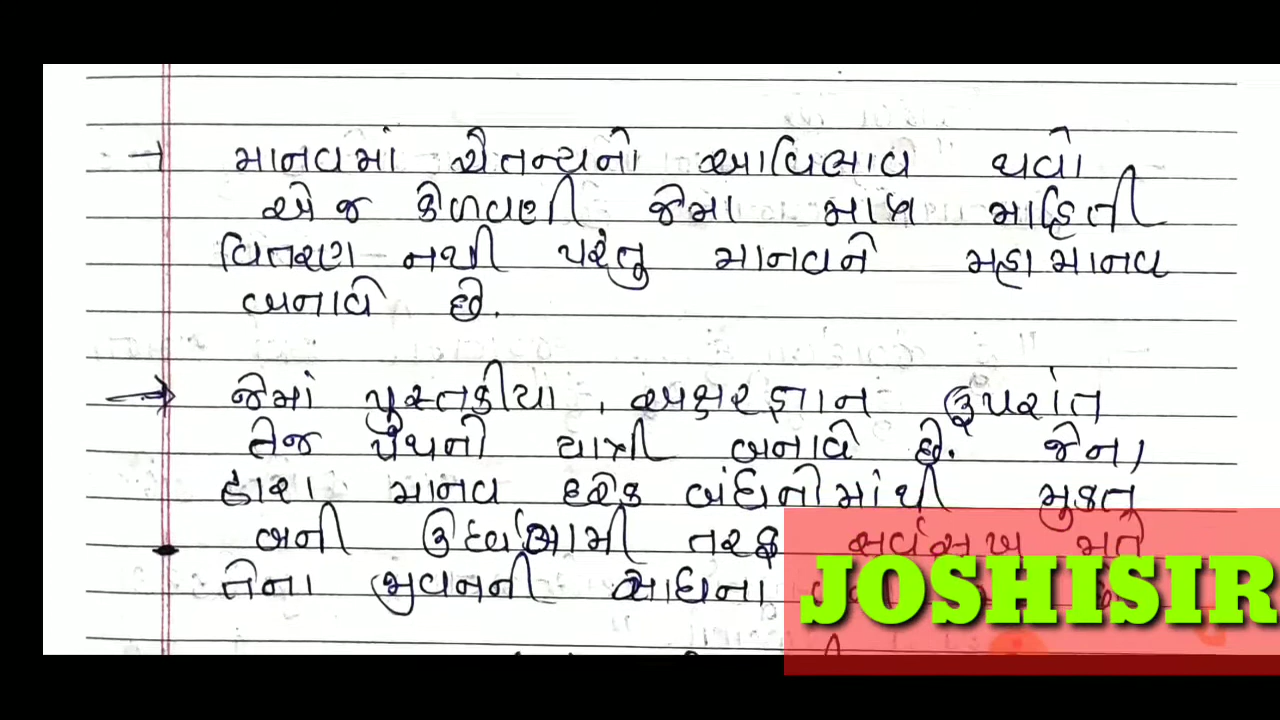 → માનવમાં ચૈતન્યનો આવિર્ભાવ થવો
એ જ કેળવણી જેમા માત્ર માહિતી
વિતરણ નથી પરંતુ માનવને મહામાનવ
બનાવે છે.
→ જેમાં પુસ્તકીયા, અક્ષરજ્ઞાન ઉપરાંત
તેજ પંથનો યાત્રી બનાવે છે. જેના
દ્વારા માનવ દરેક બંધનોમાંથી મુક્ત
બની તરફ
તેના જીવનની સાધના
JOSHISIR